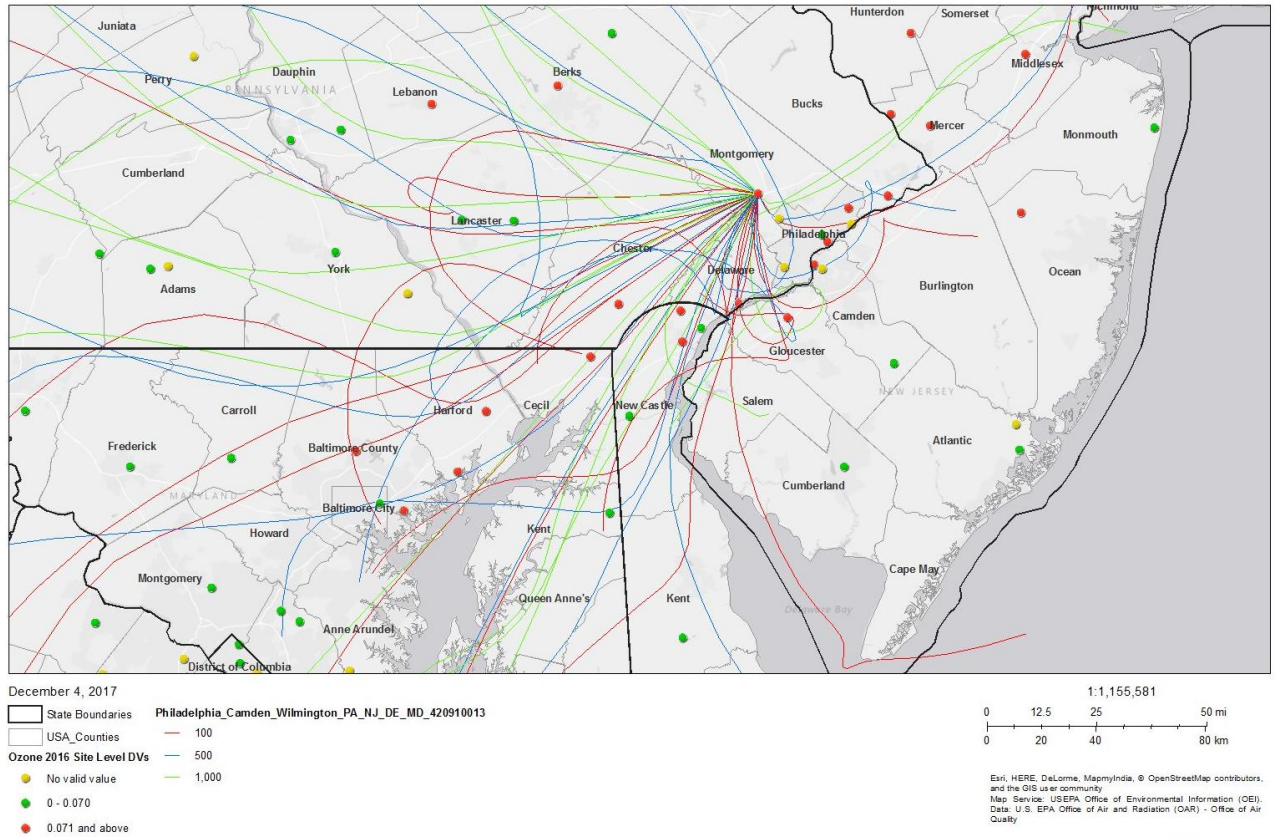 Juniata
Hunterdon
Somerset
Richmond
Perry
Dauphin
PENNSYLVANIA
Lebanon
Berks
Middlesex
Bucks
Mercer
Monmouth
Montgomery
Cumberland
Lancaster
Philadelphia
Chester
Delaware
York
Adams
Ocean
Burlington
Camden
Gloucester
NEW JERSEY
Carroll
Harford
Cecil
New Castle
Salem
Frederick
Baltimore County
Atlantic
Cumberland
MARYLAND
Baltimore City
Howard
Kent
Montgomery
Cape May
Queen Anne's
Kent
Delaware Bay
Anne Arundel
District of Columbia
December 4, 2017
State Boundaries
USA_Counties
Ozone 2016 Site Level DVs
No valid value
0 - 0.070
0.071 and above
Philadelphia_Camden_Wilmington_PA_NJ_DE_MD_420910013
100
500
1,000
1:1,155,581
0 12.5 25 50 mi
0 20 40 80 km
Esri, HERE, DeLorme, MapmyIndia, © OpenStreetMap contributors,
and the GIS user community
Map Service: USEPA Office of Environmental Information (OEI).
Data: U.S. EPA Office of Air and Radiation (OAR) - Office of Air
Quality